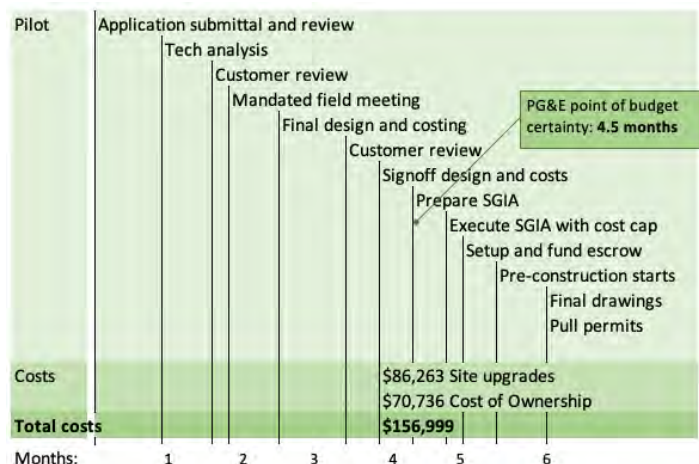 Pilot Application submittal and review
Tech analysis
Customer review
Mandated field meeting
PG&E point of budget
certainty: 4.5 months
Final design and costing
Customer review
Signoff design and costs
Prepare SGIA
Execute SGIA with cost cap
Setup and fund escrow
Pre-construction starts
Final drawings
Pull permits
Costs $86,263 Site upgrades
$70,736 Cost of Ownership
Total costs $156,999
Months: 1 2 3 4 5 6